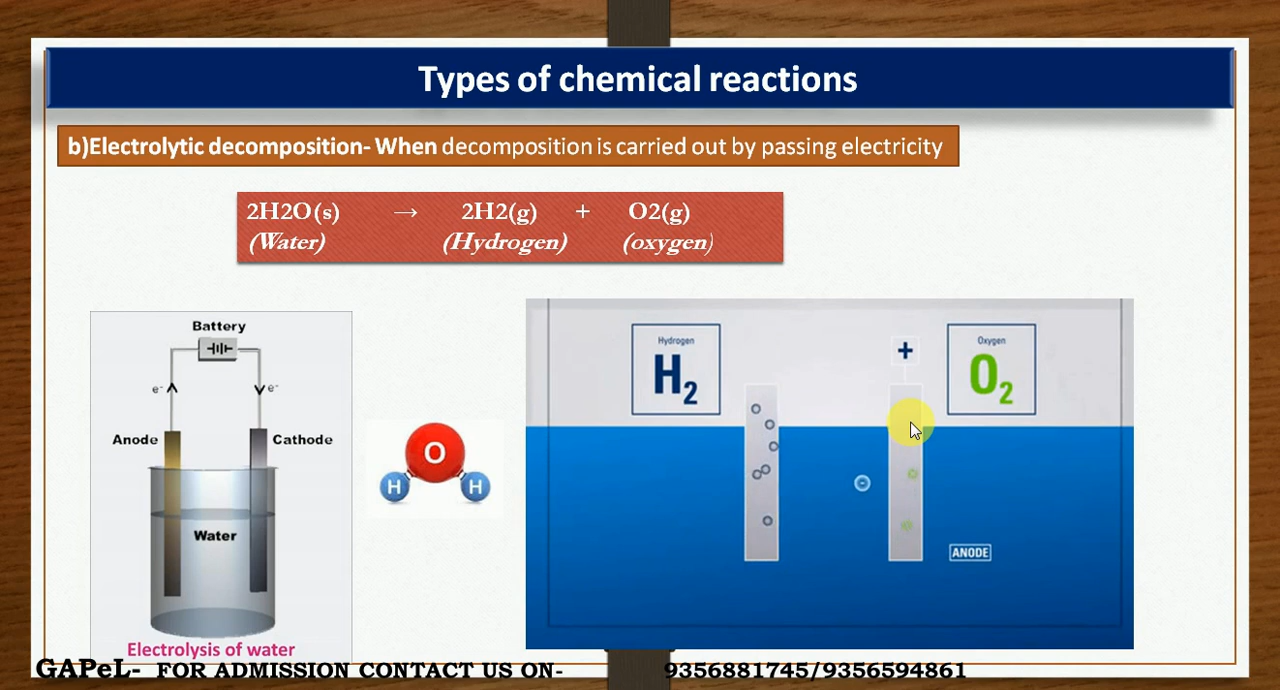 Types of chemical reactions
b)Electrolytic decomposition- When decomposition is carried out by passing electricity
2H2O(s) → 2H2(g) + O2(g)
(Water) (Hydrogen) (oxygen)
Battery
e- e-
Anode Cathode
Water
Electrolysis of water
O
H H
Hydrogen
H2
+
Oxygen
O2
-
ANODE
GAPeL- FOR ADMISSION CONTACT US ON- 9356881745/9356594861